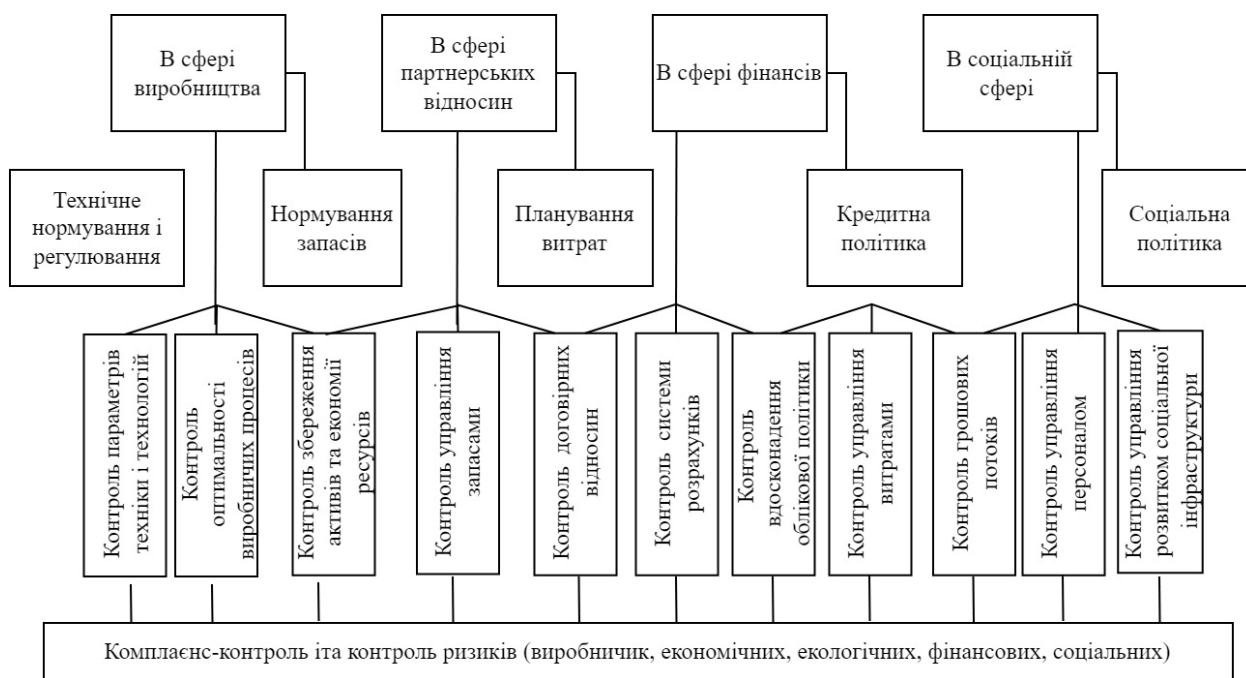 В сфері
виробництва
В сфері
партнерських
відносин
В сфері фінансів
В соціальній
сфері
Технічне
нормування і
регулювання
Нормування
запасів
Планування
витрат
Кредитна
політика
Соціальна
політика
Контроль параметрів
техніки і технологій
Контроль
оптимальності
виробничих процесів
Контроль збереження
активів та економії
ресурсів
Контроль управління
запасами
Контроль договірних
відносин
Контроль системи
розрахунків
Контроль
вдосконадення
облікової політики
Контроль управління
витратами
Контроль грошових
потоків
Контроль управління
персоналом
Контроль управління
розвитком соціальної
інфраструктури
Комплаєнс-контроль іта контроль ризиків (виробничик, економічних, екологічних, фінансових, соціальних)